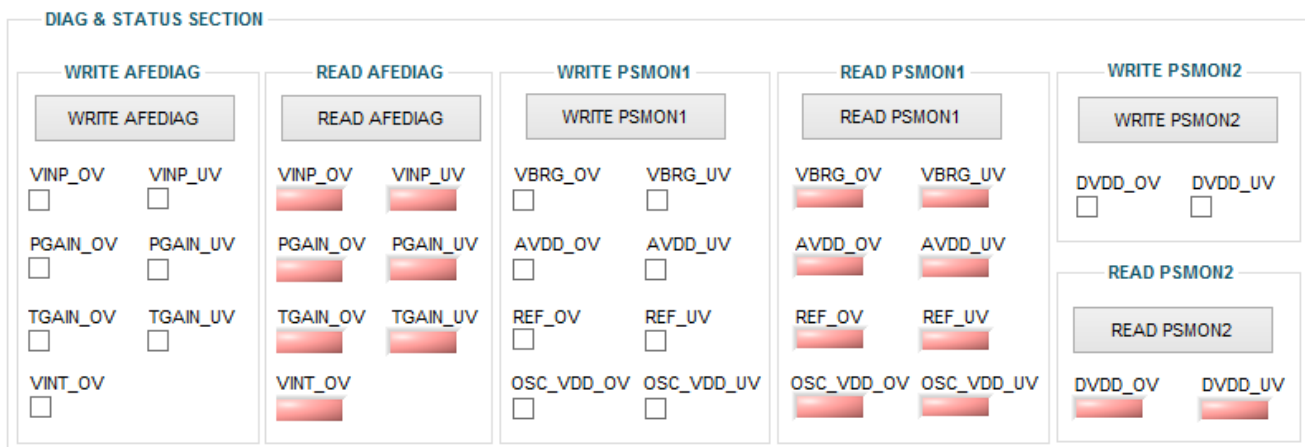 DIAG & STATUS SECTION
WRITE AFEDIAG
WRITE AFEDIAG
VINP_OV VINP_UV
PGAIN_OV PGAIN_UV
TGAIN_OV TGAIN_UV
VINT_OV
READ AFEDIAG
READ AFEDIAG
VINP_OV VINP_UV
PGAIN_OV PGAIN_UV
TGAIN_OV TGAIN_UV
VINT_OV
WRITE PSMON1
WRITE PSMON1
VBRG_OV VBRG_UV
AVDD_OV AVDD_UV
REF_OV REF_UV
OSC_VDD_OV OSC_VDD_UV
READ PSMON1
READ PSMON1
VBRG_OV VBRG_UV
AVDD_OV AVDD_UV
REF_OV REF_UV
OSC_VDD_OV OSC_VDD_UV
WRITE PSMON2
WRITE PSMON2
DVDD_OV DVDD_UV
READ PSMON2
READ PSMON2
DVDD_OV DVDD_UV